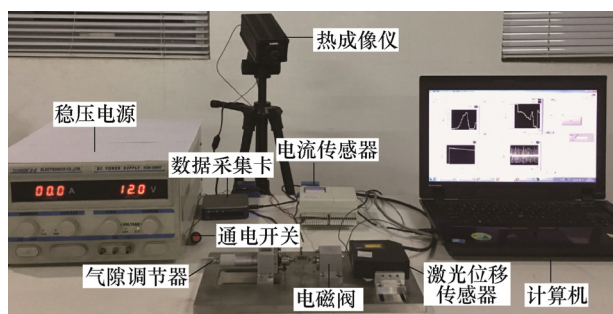 热成像仪
稳压电源
数据采集卡
电流传感器
00.0 A 12.0 V
通电开关
气隙调节器
电磁阀
激光位移
传感器
计算机